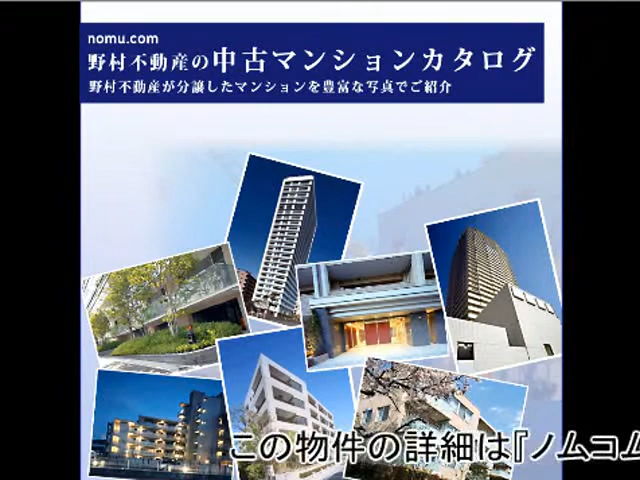 nomu.com
野村不動産の中古マンションカタログ
野村不動産が分譲したマンションを豊富な写真でご紹介
この物件の詳細は『ノムコム